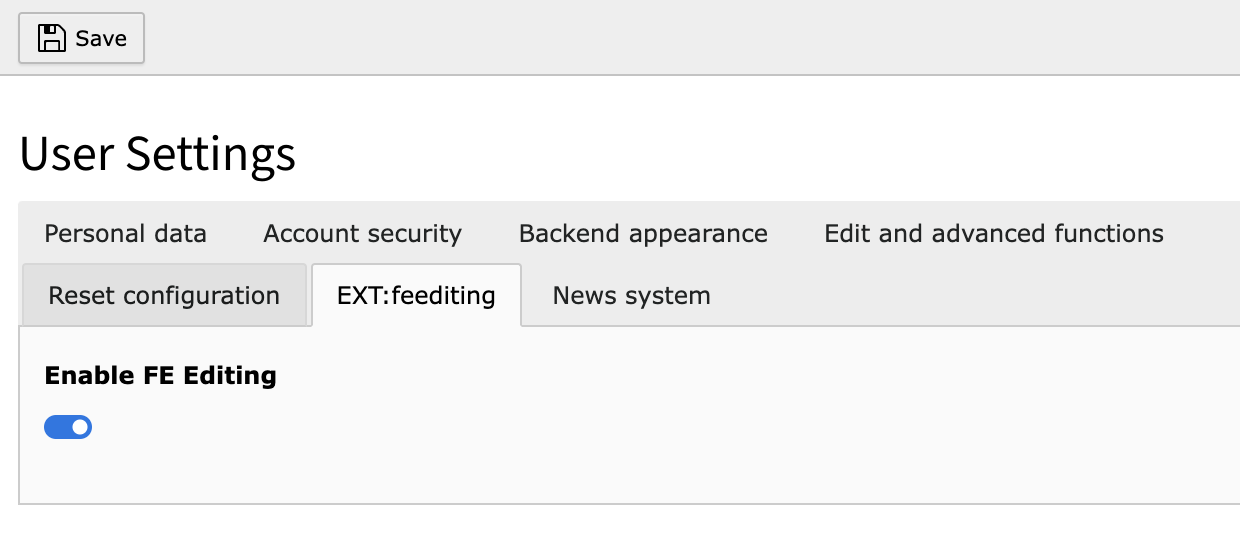 Save
User Settings
Personal data Account security Backend appearance Edit and advanced functions
Reset configuration EXT:feediting News system
Enable FE Editing